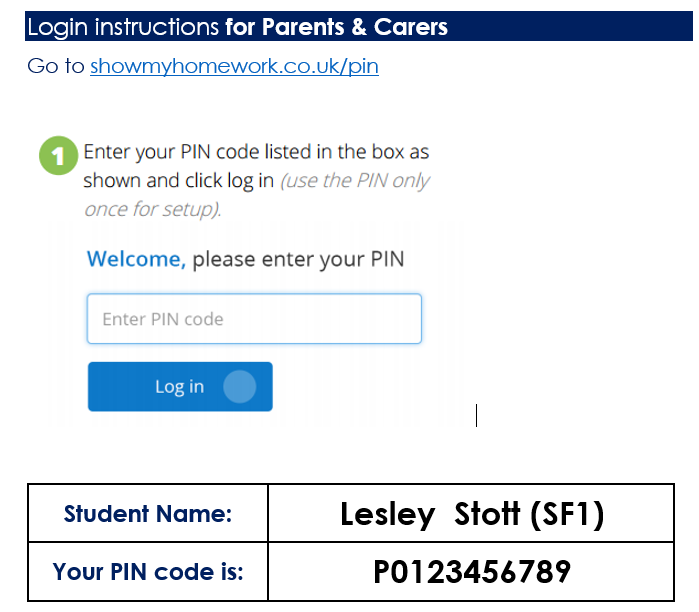 Login instructions for Parents & Carers
Go to showmyhomework.co.uk/pin
1 Enter your PIN code listed in the box as
shown and click log in (use the PIN only
once for setup).
Welcome, please enter your PIN
Enter PIN code
Log in
Student Name: Lesley Stott (SF1)
Your PIN code is: P0123456789